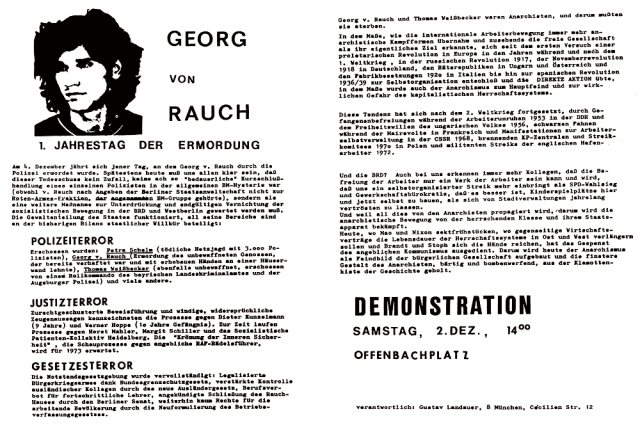 GEORG
VON
RAUCH
1. JAHRESTAG DER ERMORDUNG
Am 4. Dezember jährt sich jener Tag, an dem Georg v. Rauch durch die
Polizei ermordet wurde. Spätestens heute muß uns allen klar sein, daß
dieser Todesschuss kein Zufall, keine ach so "bedauerliche" Kurzschluß-
handlung eines einzelnen Polizisten in der allgemeinen BM-Hysterie war
(obwohl v. Rauch nach Angaben der Berliner Staatsanwaltschaft nicht zur
Roten-Armee-Fraktion, der BM-Gruppe gehörte), sondern als
eine weitere Maßnahme zur Unterdrückung und endgültigen Vernichtung der
sozialistischen Bewegung in der BRD und Westberlin gewertet werden muß.
Die Gewaltenteilung des Staates funktioniert, all seine Bereiche sind
an der bisherigen Bilanz staatlicher Willkür beteiligt:
POLIZEITERROR
Erschossen wurden: Petra Schelm (tödliche Hetzjagd mit 3.000 Po-
lizisten), Georg v. Rauch (Ermordung des unbewaffneten Genossen,
der bereits verhaftet war und mit erhobenen Händen an einer Häuser-
wand lehnte), Thomas Weißbecker (ebenfalls unbewaffnet, erschossen
von einem Rollkommando des bayrischen Landeskriminalamtes und der
Augsburger Polizei) und viele andere.
JUSTIZTERROR
Zurechtgeschusterte Beweisführung und windige, widersprüchliche
Zeugenaussagen kennzeichneten die Prozesse gegen Dieter Kunzelmann
(9 Jahre) und Werner Hoppe (10 Jahre Gefängnis). Zur Zeit laufen
Prozesse gegen Horst Mahler, Margit Schiller und das Sozialistische
Patienten-Kollektiv Heidelberg. Die "Krönung der Inneren Sicher-
heit", die Schauprozesse gegen angebliche RAF-Rädelsführer,
wird für 1973 erwartet.
GESETZESTERROR
Die Notstandsgesetzgebung wurde vervollständigt: Legalisierte
Bürgerkriegsarmee dank Bundesgrenzschutzgesetz, verstärkte Kontrolle
ausländischer Kollegen durch das neue Ausländergesetz, Berufsver-
bot für fortschrittliche Lehrer, angekündigte Schließung des Rauch-
Hauses durch den Berliner Senat, weiterhin kaum Rechte für die
arbeitende Bevölkerung durch die Neuformulierung des Betriebs-
verfassungsgesetzes.
Georg v. Rauch und Thomas Weißbecker waren Anarchisten, und darum mußten
sie sterben.
In dem Maße, wie die internationale Arbeiterbewegung immer mehr an-
archistische Kampfformen übernahm und zusehends die freie Gesellschaft
als ihr eigentliches Ziel erkannte, sich seit dem ersten Versuch einer
proletarischen Revolution in Europa in den Jahren während und nach dem
1. Weltkrieg, in der russischen Revolution 1917, der Novemberrevolution
1918 in Deutschland, den Räterepubliken in Ungarn und Österreich und
den Fabrikbesetzungen 1920 in Italien bis hin zur spanischen Revolution
1936/39 zur Selbstorganisation entschloß und die DIREKTE AKTION übte,
in dem Maße wurde auch der Anarchismus zum Hauptfeind und zur wirk-
lichen Gefahr des kapitalistischen Herrschaftssystems.
Diese Tendenz hat sich nach dem 2. Weltkrieg fortgesetzt, durch Ge-
fangenenbefreiungen während der Arbeiterunruhen 1953 in der DDR und
dem Freiheitswillen des ungarischen Volkes 1956, schwarzen Fahnen
während der Mairevolte in Frankreich und Manifestationen zur Arbeiter-
selbstverwaltung in der CSSR 1968, brennenden KP-Zentralen und Streik-
komitees 1970 in Polen und militanten Streiks der englischen Hafen-
arbeiter 1972.
Und die BRD? Auch bei uns erkennen immer mehr Kollegen, daß die Be-
freiung der Arbeiter nur ein Werk der Arbeiter sein kann und wird,
daß uns ein selbstorganisierter Streik mehr einbringt als SPD-Wahlsieg
und Gewerkschaftsbürokratie, daß es besser ist, Kinderspielplätze hier
und jetzt selbst zu bauen, als sich von Stadtverwaltungen jahrelang
vertrösten zu lassen.
Und weil all dies von den Anarchisten propagiert wird, darum wird die
anarchistische Bewegung von der herrschenden Klasse und ihrem Staats-
apparat bekämpft.
Heute, wo Mao und Nixon sektfrühstücken, wo gegenseitige Wirtschafts-
verträge die Lebensdauer der Herrschaftssysteme in Ost und West verlängern
sollen und Brandt und Stoph sich die Hände reichen, hat das Gespenst
des angeblichen Kommunismus ausgedient. Darum wird heute der Anarchismus
als Feindbild der bürgerlichen Gesellschaft aufgebaut und die finstere
Gestalt des Anarchisten, bärtig und bombenwerfend, aus der Klamotten-
kiste der Geschichte geholt.
DEMONSTRATION
SAMSTAG, 2.DEZ., 14⁰⁰
OFFENBACHPLATZ
verantwortlich: Gustav Landauer, 8 München, Cäcilien Str. 12